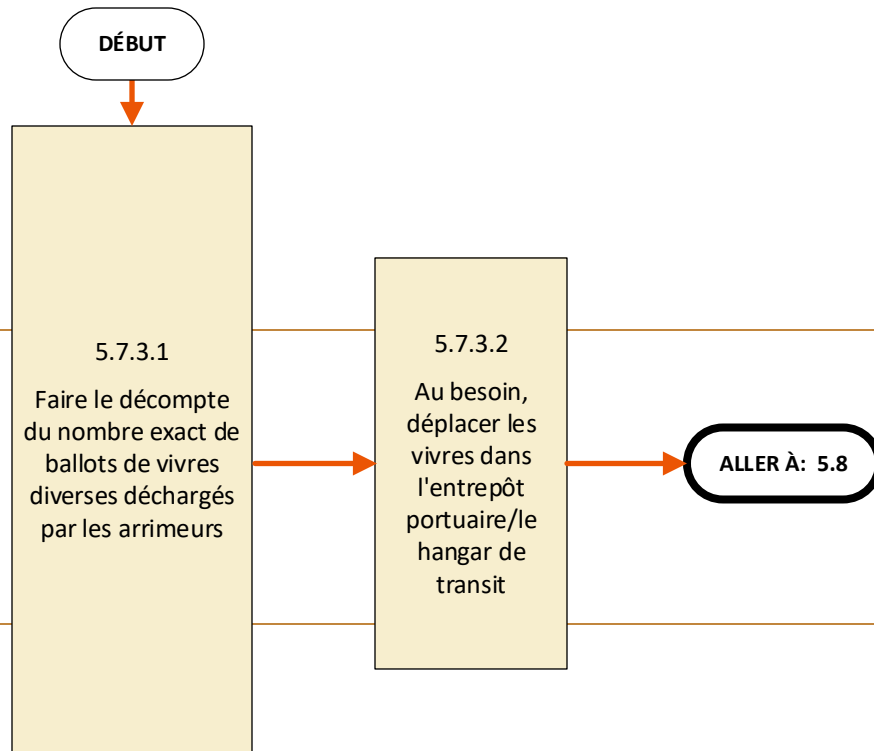 DÉBUT
5.7.3.1
Faire le décompte
du nombre exact de
ballots de vivres
diverses déchargés
par les arrimeurs
5.7.3.2
Au besoin,
déplacer les
vivres dans
l'entrepôt
portuaire/le
hangar de
transit
ALLER À: 5.8